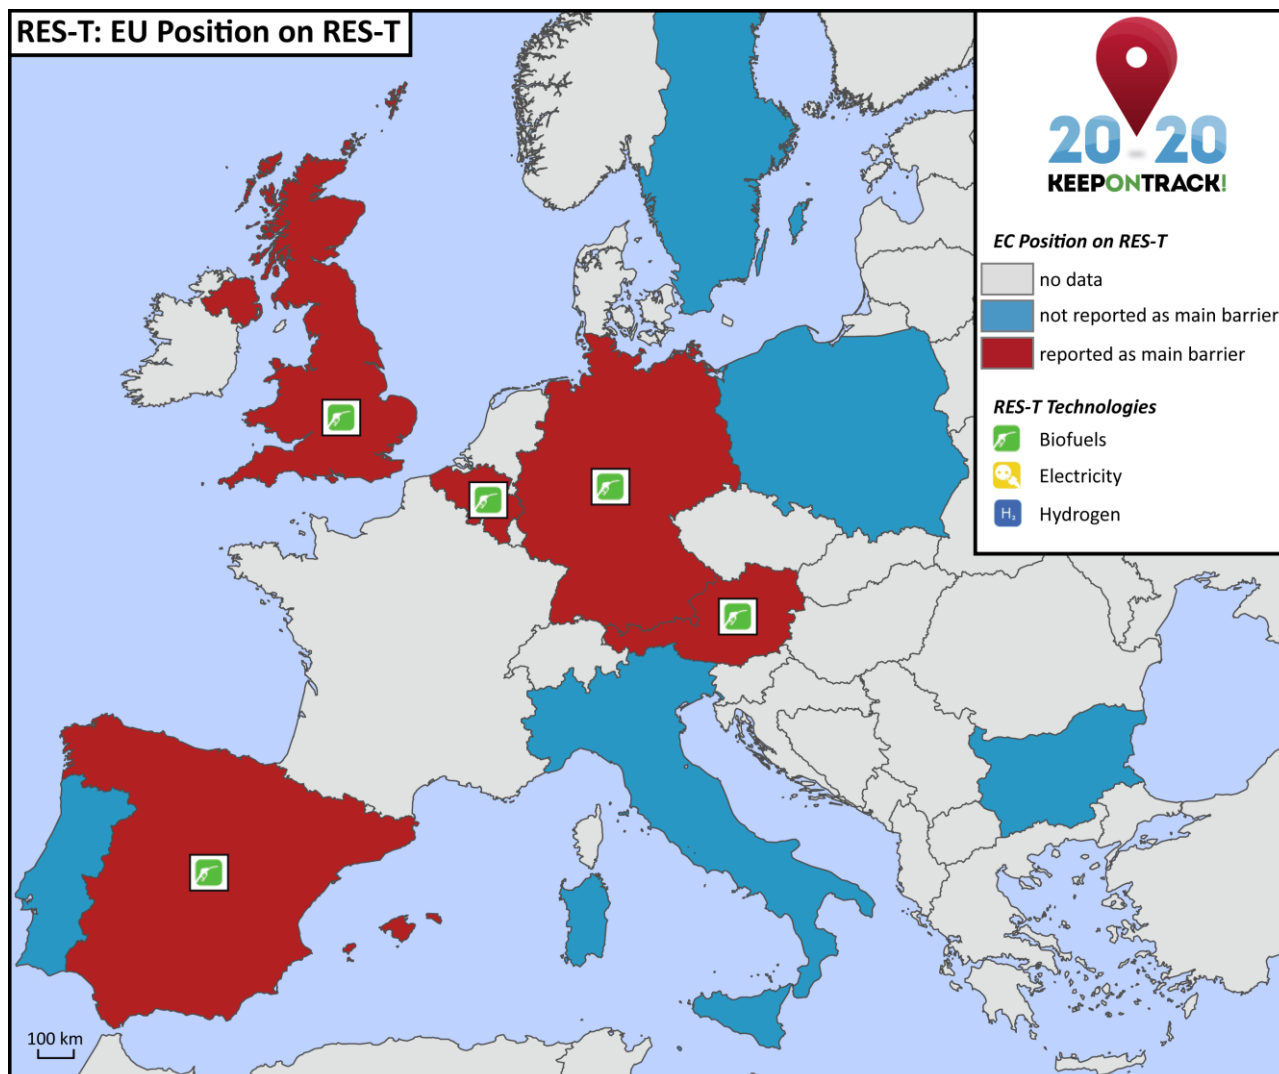 RES-T: EU Position on RES-T
20 20
KEEPONTRACK!
EC Position on RES-T
no data
not reported as main barrier
reported as main barrier
RES-T Technologies
Biofuels
Electricity
H₂ Hydrogen
100 km